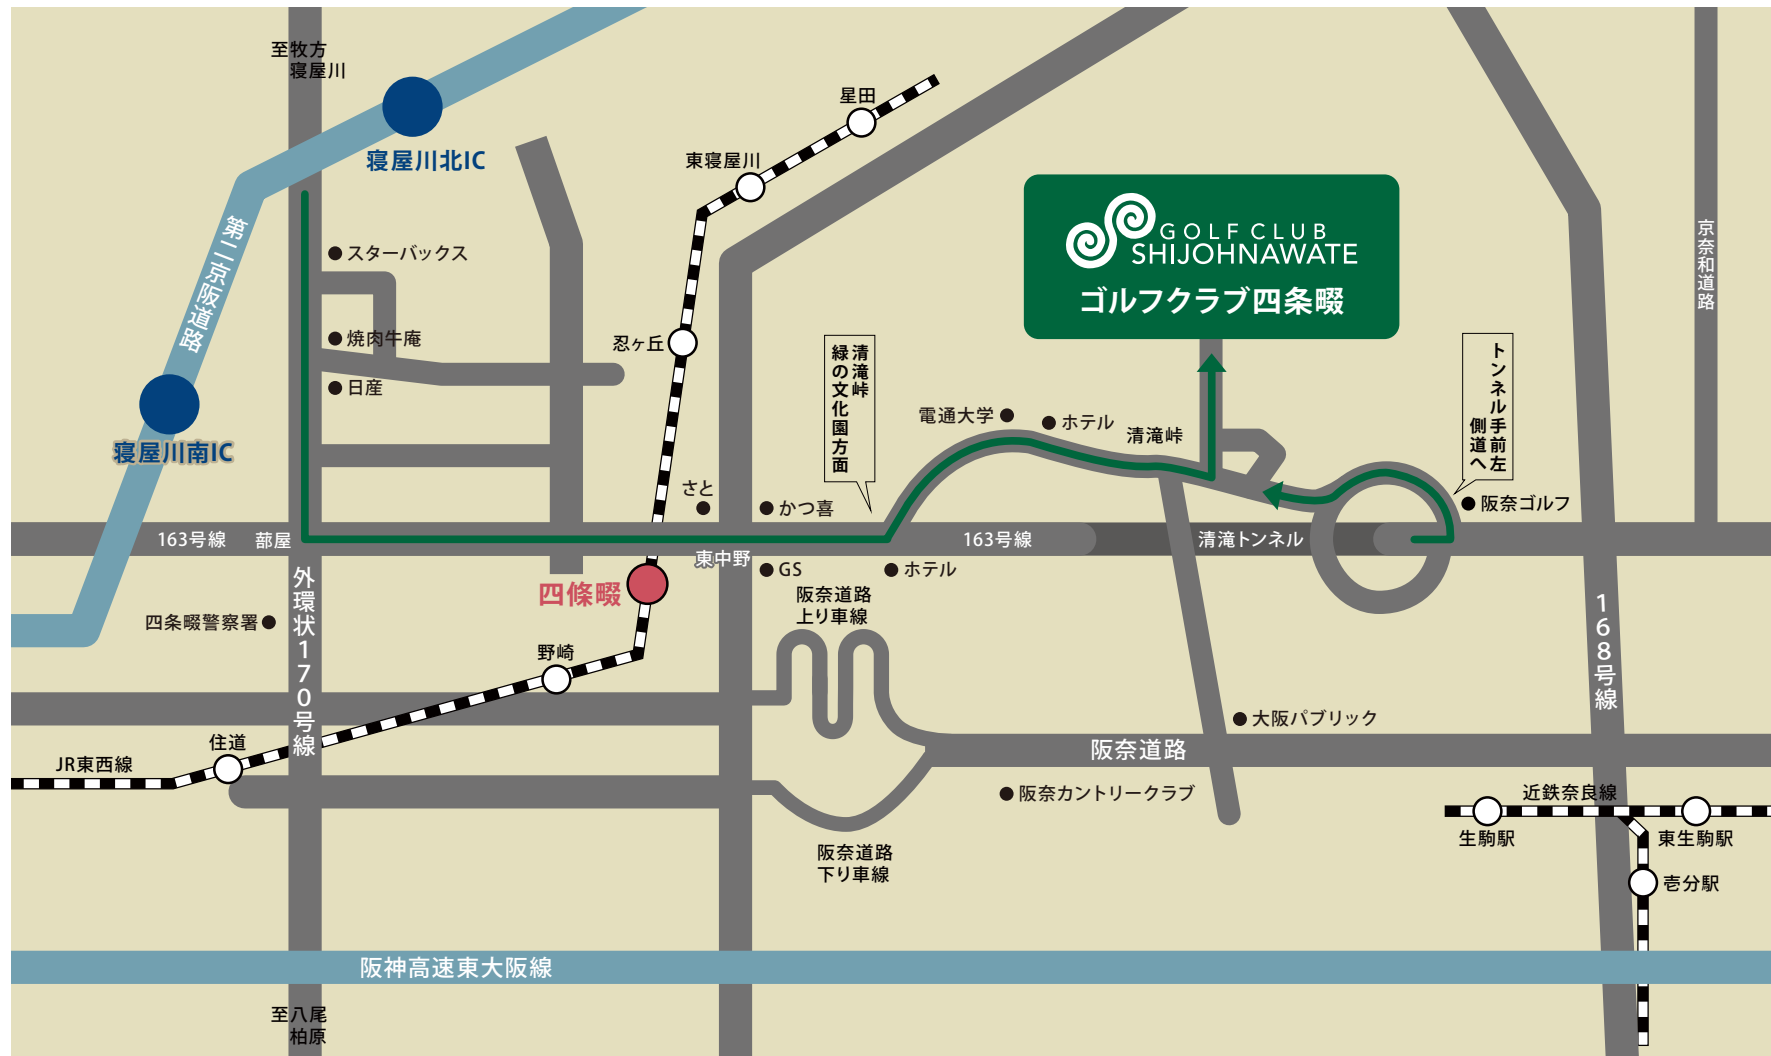 至牧方
寝屋川
寝屋川北IC
星田
東寝屋川
第二京阪道路
スターバックス
GOLF CLUB
SHIJOHNAWATE
ゴルフクラブ四条畷
京奈和道路
焼肉牛庵
忍ヶ丘
日産
清滝峠
緑の文化園方面
トンネル手前左
側道へ
電通大学
ホテル
清滝峠
寝屋川南IC
さと
かつ喜
阪奈ゴルフ
163号線
蔀屋
東中野
163号線
清滝トンネル
外環状170号線
四條畷
GS
ホテル
阪奈道路
上り車線
四条畷警察署
168号線
野崎
大阪パブリック
住道
JR東西線
阪奈道路
阪奈カントリークラブ
近鉄奈良線
生駒駅
東生駒駅
阪奈道路
下り車線
壱分駅
阪神高速東大阪線
至八尾
柏原